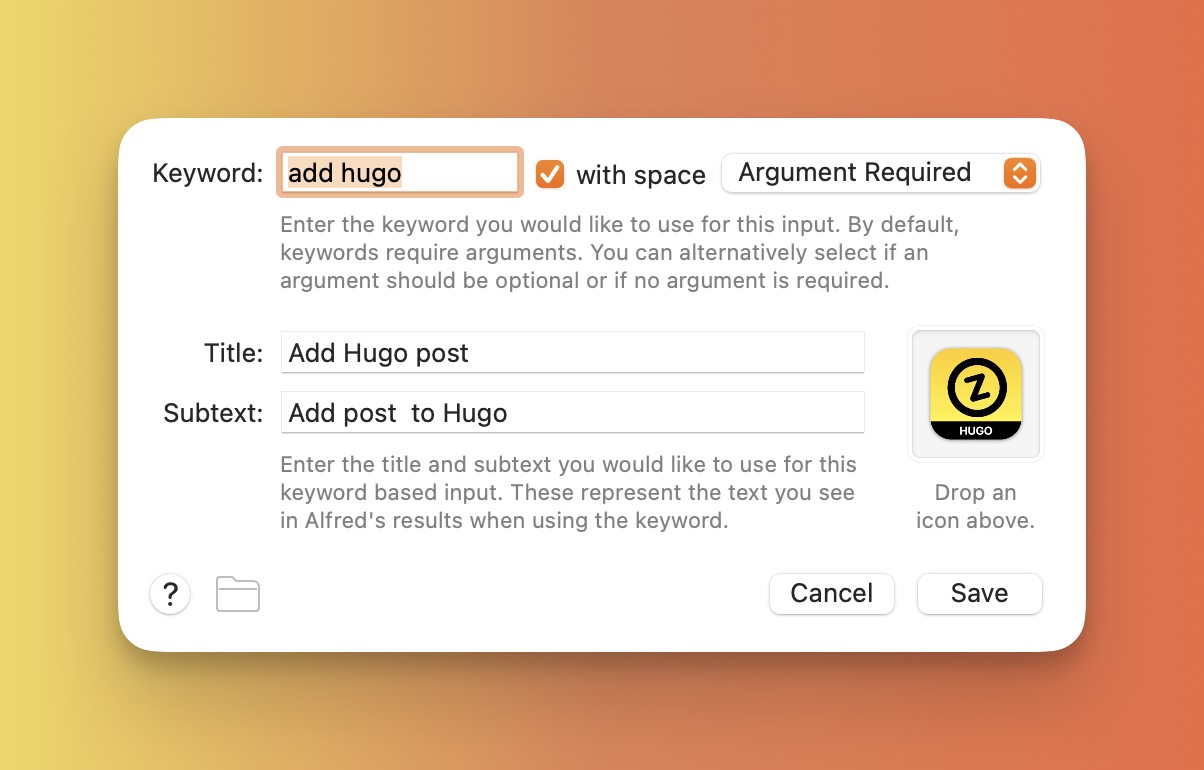 Keyword: add hugo with space Argument Required
Enter the keyword you would like to use for this input. By default,
keywords require arguments. You can alternatively select if an
argument should be optional or if no argument is required.
Title: Add Hugo post
Subtext: Add post  to Hugo
Z
HUGO
Enter the title and subtext you would like to use for this
keyword based input. These represent the text you see
in Alfred's results when using the keyword.
Drop an
icon above.
? Cancel Save